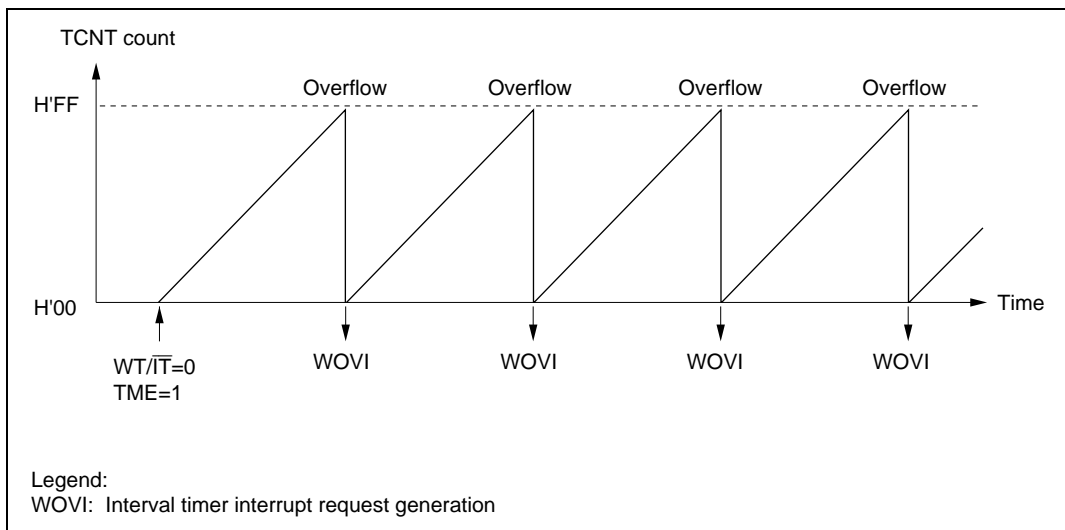 TCNT count
Overflow Overflow Overflow Overflow
H'FF
H'00
Time
WT/I̅T̅=0
TME=1
WOVI WOVI WOVI WOVI
Legend:
WOVI: Interval timer interrupt request generation